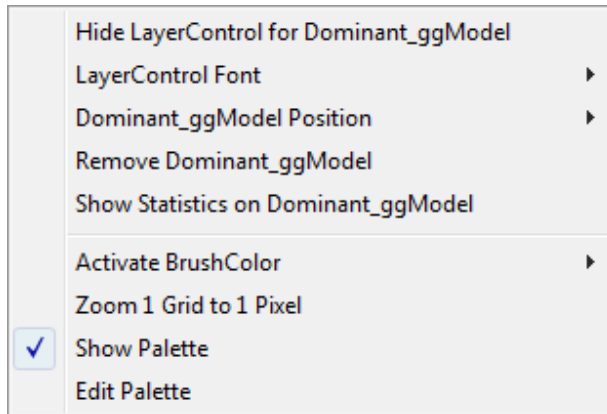 Hide LayerControl for Dominant_ggModel
LayerControl Font
Dominant_ggModel Position
Remove Dominant_ggModel
Show Statistics on Dominant_ggModel
Activate BrushColor
Zoom 1 Grid to 1 Pixel
Show Palette
Edit Palette